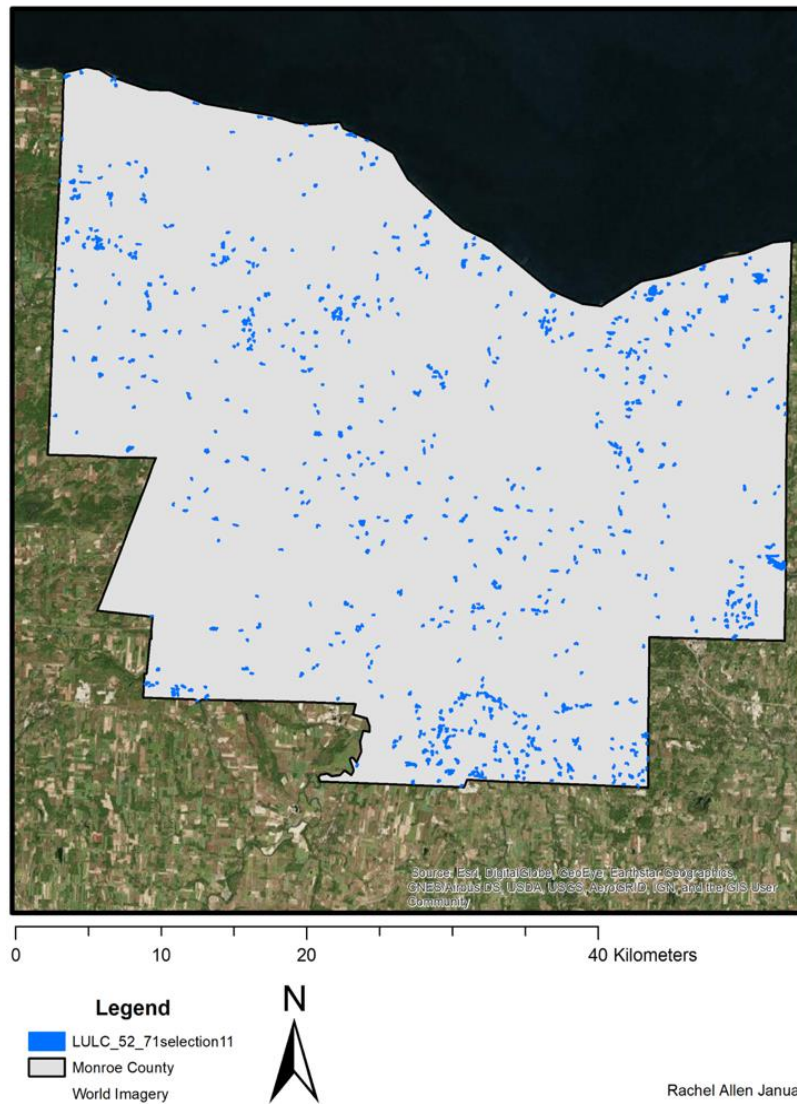 Source: Esri, DigitalGlobe, GeoEye, Earthstar Geographics,
CNES/Airbus DS, USDA, USGS, AeroGRID, IGN, and the GIS User
Community
0 20 40 Kilometers
Legend
N
LULC_52_71selection11
Monroe County
World Imagery
Rachel Allen Janua